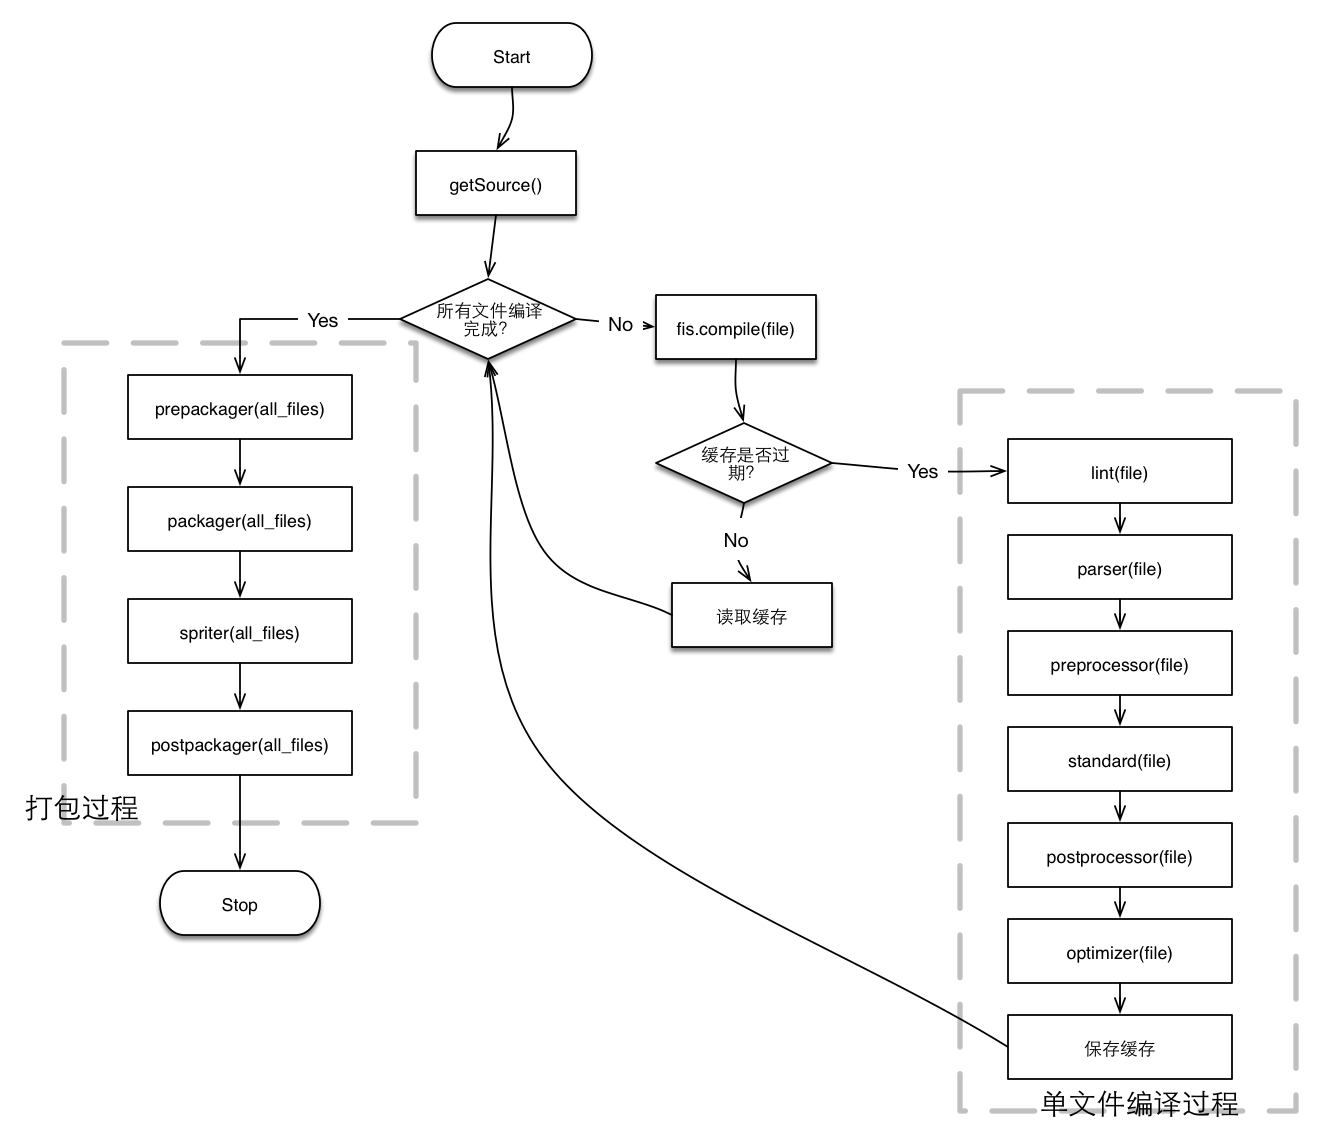 Start
getSource()
所有文件编译
完成?
Yes
No
fis.compile(file)
缓存是否过
期?
Yes
No
读取缓存
prepackager(all_files)
packager(all_files)
spriter(all_files)
postpackager(all_files)
打包过程
Stop
lint(file)
parser(file)
preprocessor(file)
standard(file)
postprocessor(file)
optimizer(file)
保存缓存
单文件编译过程